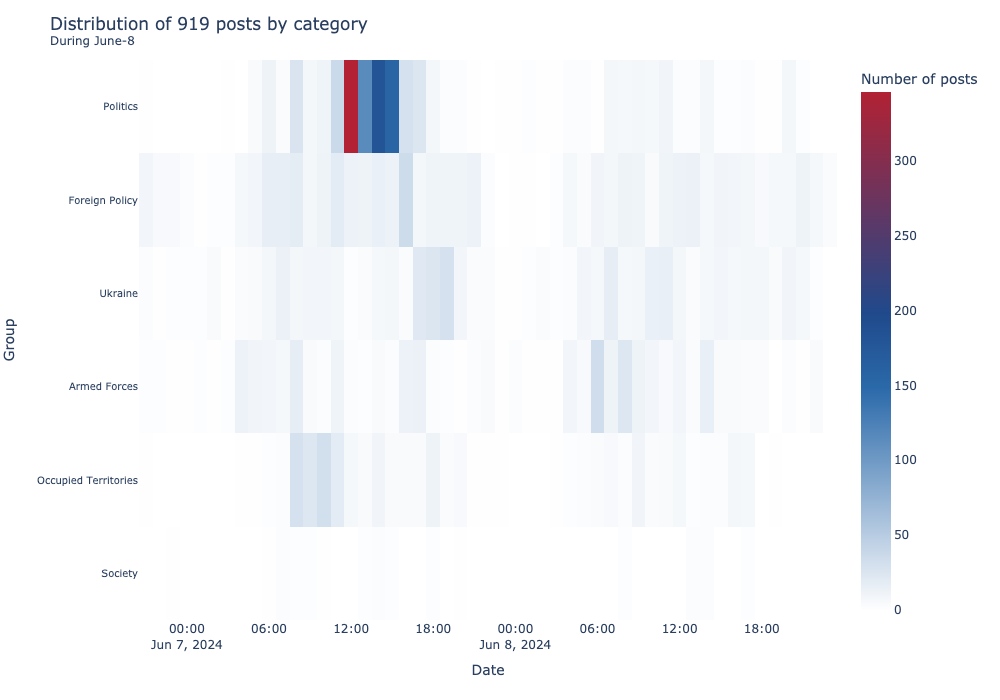 Distribution of 919 posts by category
During June-8
Number of posts
Politics
Foreign Policy
Ukraine
Armed Forces
Occupied Territories
Society
Group
300
250
200
150
100
50
0
00:00 06:00 12:00 18:00 00:00 06:00 12:00 18:00
Jun 7, 2024 Jun 8, 2024
Date